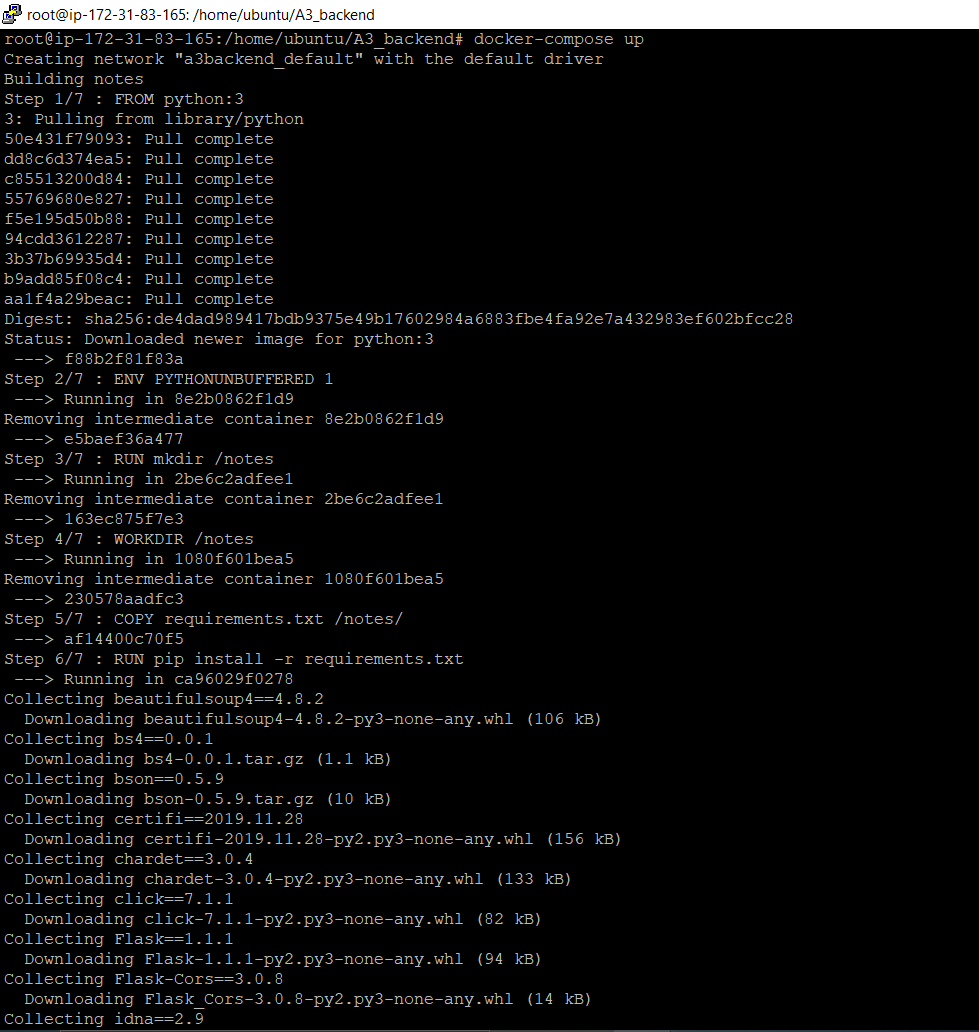 root@ip-172-31-83-165: /home/ubuntu/A3_backend
root@ip-172-31-83-165:/home/ubuntu/A3_backend# docker-compose up
Creating network "a3backend_default" with the default driver
Building notes
Step 1/7 : FROM python:3
3: Pulling from library/python
50e431f79093: Pull complete
dd8c6d374ea5: Pull complete
c85513200d84: Pull complete
55769680e827: Pull complete
f5e195d50b88: Pull complete
94cdd3612287: Pull complete
3b37b69935d4: Pull complete
b9add85f08c4: Pull complete
aa1f4a29beac: Pull complete
Digest: sha256:de4dad989417bdb9375e49b17602984a6883fbe4fa92e7a432983ef602bfcc28
Status: Downloaded newer image for python:3
 ---> f88b2f81f83a
Step 2/7 : ENV PYTHONUNBUFFERED 1
 ---> Running in 8e2b0862f1d9
Removing intermediate container 8e2b0862f1d9
 ---> e5baef36a477
Step 3/7 : RUN mkdir /notes
 ---> Running in 2be6c2adfee1
Removing intermediate container 2be6c2adfee1
 ---> 163ec875f7e3
Step 4/7 : WORKDIR /notes
 ---> Running in 1080f601bea5
Removing intermediate container 1080f601bea5
 ---> 230578aadfc3
Step 5/7 : COPY requirements.txt /notes/
 ---> af14400c70f5
Step 6/7 : RUN pip install -r requirements.txt
 ---> Running in ca96029f0278
Collecting beautifulsoup4==4.8.2
  Downloading beautifulsoup4-4.8.2-py3-none-any.whl (106 kB)
Collecting bs4==0.0.1
  Downloading bs4-0.0.1.tar.gz (1.1 kB)
Collecting bson==0.5.9
  Downloading bson-0.5.9.tar.gz (10 kB)
Collecting certifi==2019.11.28
  Downloading certifi-2019.11.28-py2.py3-none-any.whl (156 kB)
Collecting chardet==3.0.4
  Downloading chardet-3.0.4-py2.py3-none-any.whl (133 kB)
Collecting click==7.1.1
  Downloading click-7.1.1-py2.py3-none-any.whl (82 kB)
Collecting Flask==1.1.1
  Downloading Flask-1.1.1-py2.py3-none-any.whl (94 kB)
Collecting Flask-Cors==3.0.8
  Downloading Flask_Cors-3.0.8-py2.py3-none-any.whl (14 kB)
Collecting idna==2.9